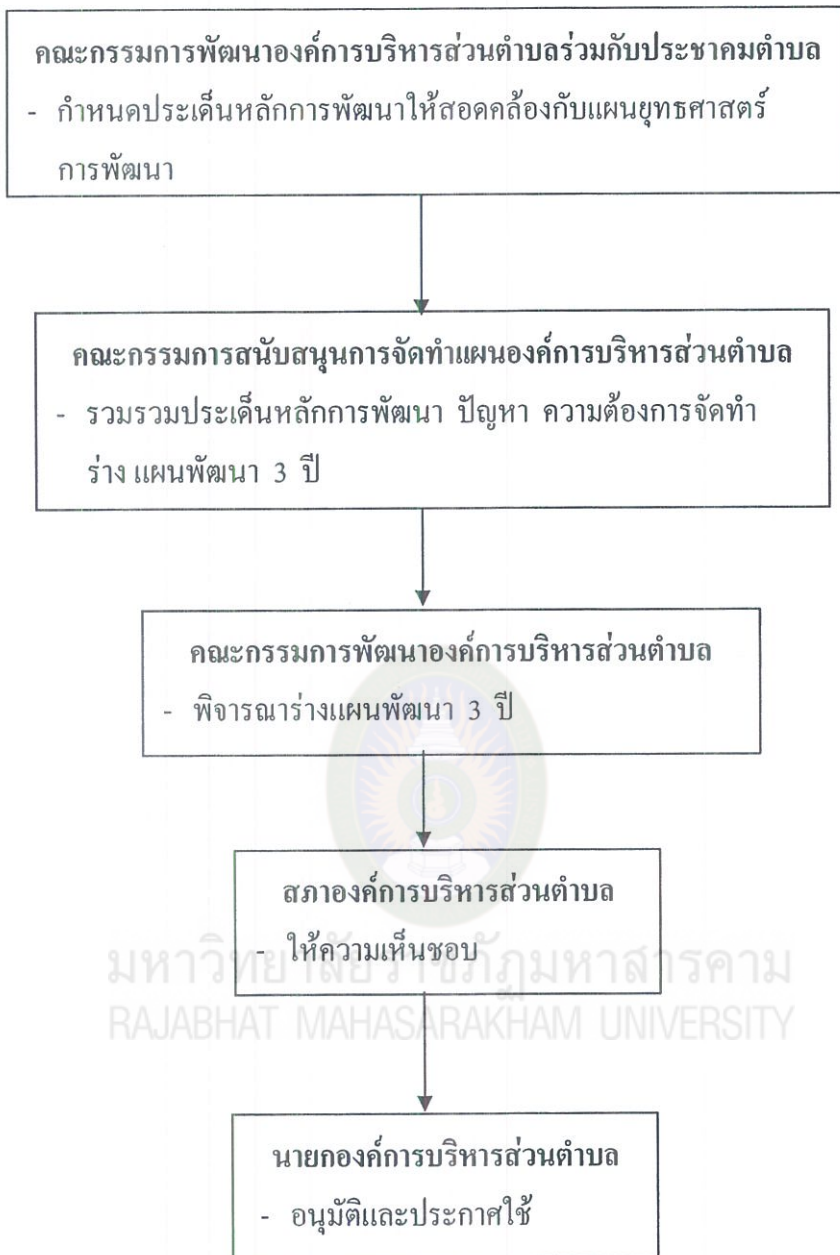 คณะกรรมการพัฒนาองค์การบริหารส่วนตำบลร่วมกับประชาคมตำบล
- กำหนดประเด็นหลักการพัฒนาให้สอดคล้องกับแผนยุทธศาสตร์
การพัฒนา
คณะกรรมการสนับสนุนการจัดทำแผนองค์การบริหารส่วนตำบล
- รวมรวมประเด็นหลักการพัฒนา ปัญหา ความต้องการจัดทำ
ร่าง แผนพัฒนา 3 ปี
คณะกรรมการพัฒนาองค์การบริหารส่วนตำบล
- พิจารณาร่างแผนพัฒนา 3 ปี
สภาองค์การบริหารส่วนตำบล
- ให้ความเห็นชอบ
มหาวิทยาลัยราชภัฏมหาสารคาม
RAJABHAT MAHASARAKHAM UNIVERSITY
นายกองค์การบริหารส่วนตำบล
- อนุมัติและประกาศใช้